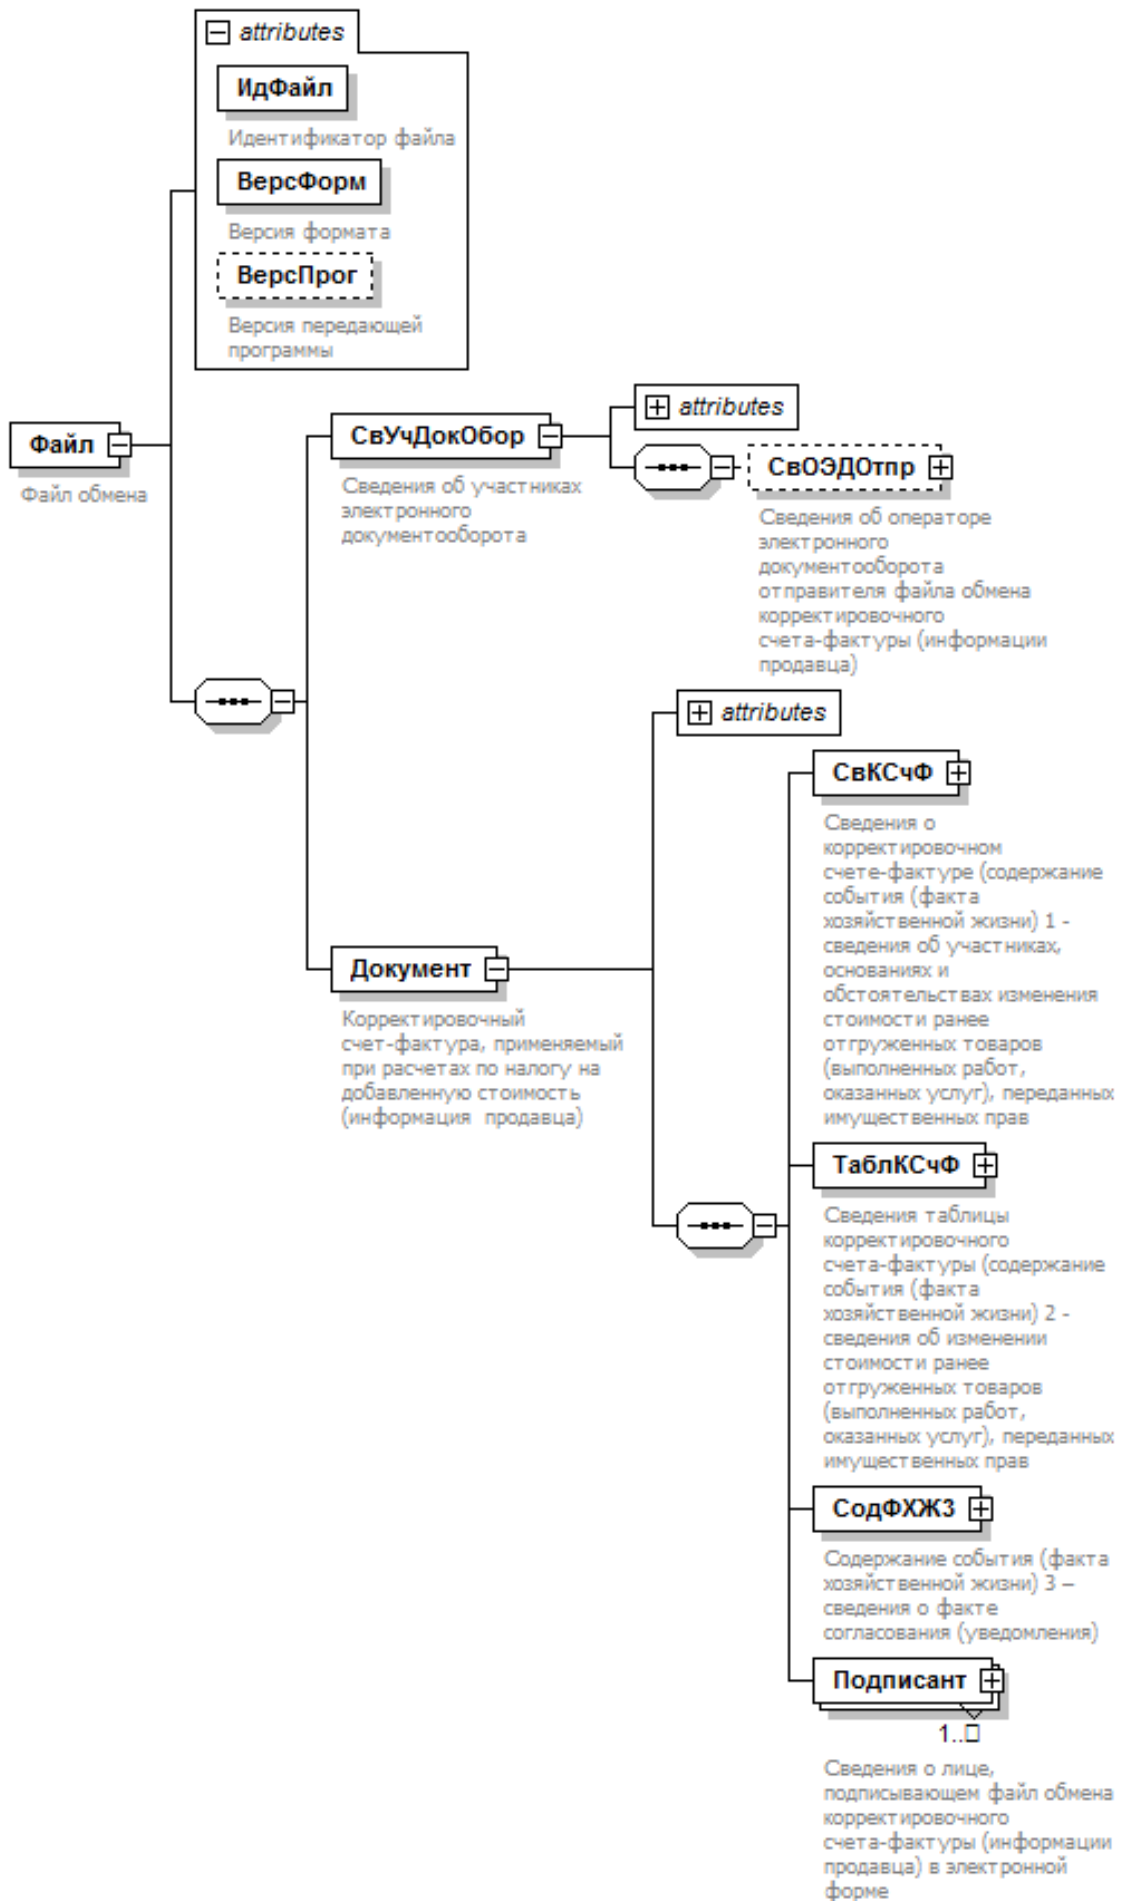 attributes
ИдФайл
Идентификатор файла
ВерсФорм
Версия формата
ВерсПрог
Версия передающей
программы
Файл
Файл обмена
СвУчДокОбор
Сведения об участниках
электронного
документооборота
attributes
СвОЭДОтпр
Сведения об операторе
электронного
документооборота
отправителя файла обмена
корректировочного
счета-фактуры (информации
продавца)
Документ
Корректировочный
счет-фактура, применяемый
при расчетах по налогу на
добавленную стоимость
(информация продавца)
attributes
СвКСчФ
Сведения о
корректировочном
счете-фактуре (содержание
события (факта
хозяйственной жизни) 1 -
сведения об участниках,
основаниях и
обстоятельствах изменения
стоимости ранее
отгруженных товаров
(выполненных работ,
оказанных услуг), переданных
имущественных прав
ТаблКСчФ
Сведения таблицы
корректировочного
счета-фактуры (содержание
события (факта
хозяйственной жизни) 2 -
сведения об изменении
стоимости ранее
отгруженных товаров
(выполненных работ,
оказанных услуг), переданных
имущественных прав
СодФХЖ3
Содержание события (факта
хозяйственной жизни) 3 –
сведения о факте
согласования (уведомления)
Подписант
1..□
Сведения о лице,
подписывающем файл обмена
корректировочного
счета-фактуры (информации
продавца) в электронной
форме